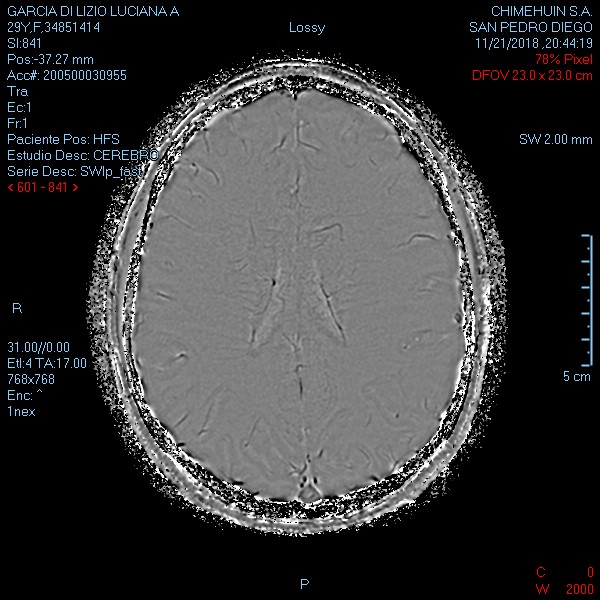 GARCIA DI LIZIO LUCIANA A
29Y,F,34851414
SI:841
Pos:-37.27 mm
Acc#: 200500030955
Tra
Ec:1
Fr:1
Paciente Pos: HFS
Estudio Desc: CEREBRO
Serie Desc: SWIp_fast
< 601 - 841 >
Lossy
CHIMEHUIN S.A.
SAN PEDRO DIEGO
11/21/2018 ,20:44:19
78% Pixel
DFOV 23.0 x 23.0 cm
SW 2.00 mm
R
31.00//0.00
Etl:4 TA:17.00
768x768
Enc: ^
1nex
5 cm
P
C 0
W 2000